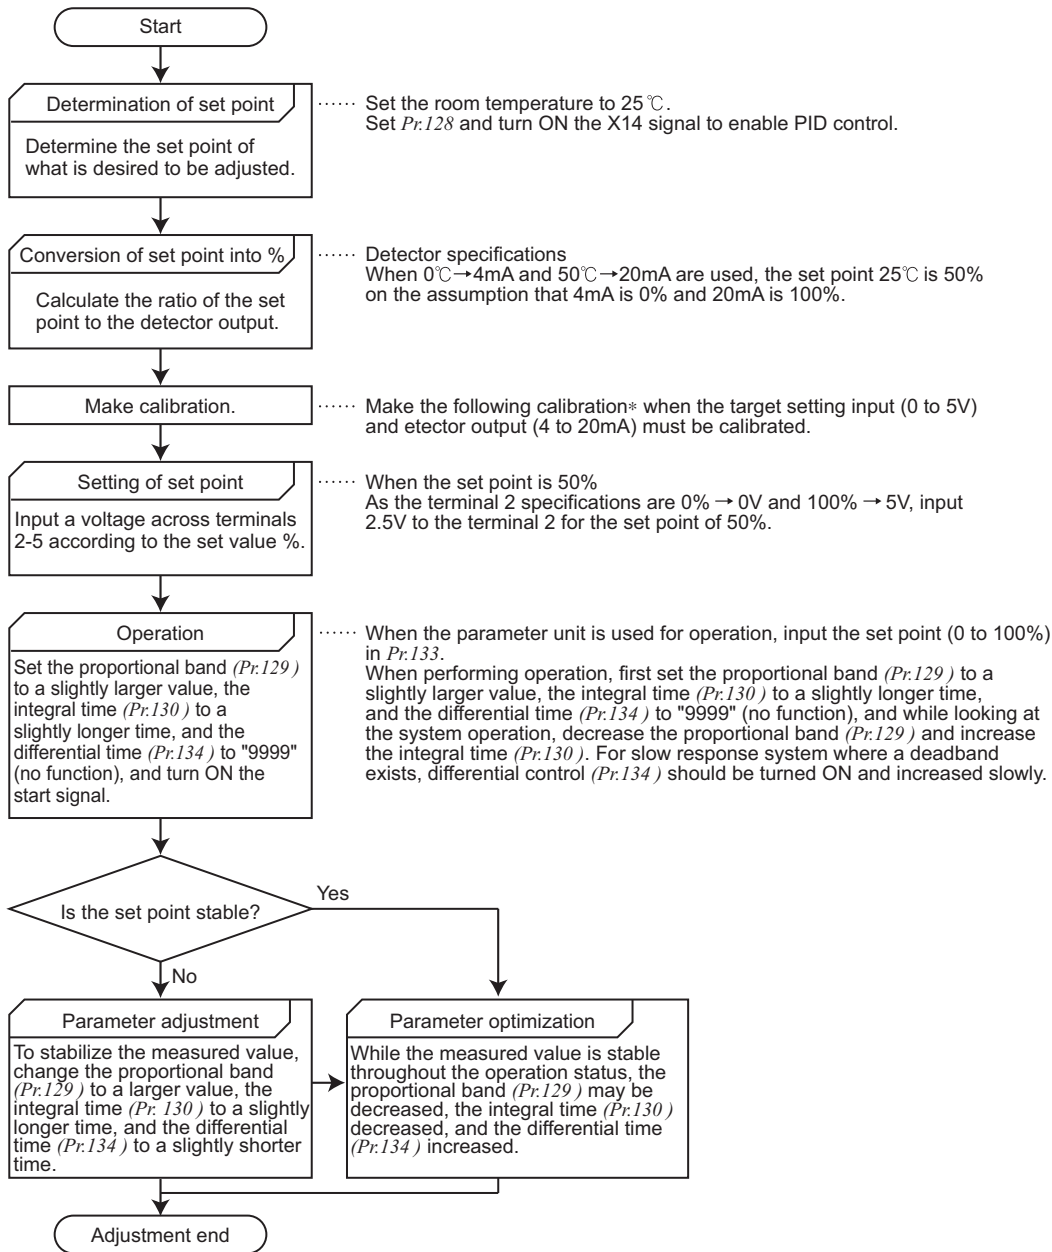 Start
Determination of set point
Determine the set point of
what is desired to be adjusted.
...... Set the room temperature to 25℃.
Set Pr.128 and turn ON the X14 signal to enable PID control.
Conversion of set point into %
Calculate the ratio of the set
point to the detector output.
...... Detector specifications
When 0℃→4mA and 50℃→20mA are used, the set point 25℃ is 50%
on the assumption that 4mA is 0% and 20mA is 100%.
Make calibration.
...... Make the following calibration* when the target setting input (0 to 5V)
and etector output (4 to 20mA) must be calibrated.
Setting of set point
Input a voltage across terminals
2-5 according to the set value %.
...... When the set point is 50%
As the terminal 2 specifications are 0% → 0V and 100% → 5V, input
2.5V to the terminal 2 for the set point of 50%.
Operation
Set the proportional band (Pr.129)
to a slightly larger value, the
integral time (Pr.130) to a
slightly longer time, and the
differential time (Pr.134) to "9999"
(no function), and turn ON the
start signal.
...... When the parameter unit is used for operation, input the set point (0 to 100%)
in Pr.133.
When performing operation, first set the proportional band (Pr.129) to a
slightly larger value, the integral time (Pr.130) to a slightly longer time,
and the differential time (Pr.134) to "9999" (no function), and while looking at
the system operation, decrease the proportional band (Pr.129) and increase
the integral time (Pr.130). For slow response system where a deadband
exists, differential control (Pr.134) should be turned ON and increased slowly.
Is the set point stable?
Yes
No
Parameter adjustment
To stabilize the measured value,
change the proportional band
(Pr.129) to a larger value, the
integral time (Pr. 130) to a slightly
longer time, and the differential
time (Pr.134) to a slightly shorter
time.
Parameter optimization
While the measured value is stable
throughout the operation status, the
proportional band (Pr.129) may be
decreased, the integral time (Pr.130)
decreased, and the differential time
(Pr.134) increased.
Adjustment end